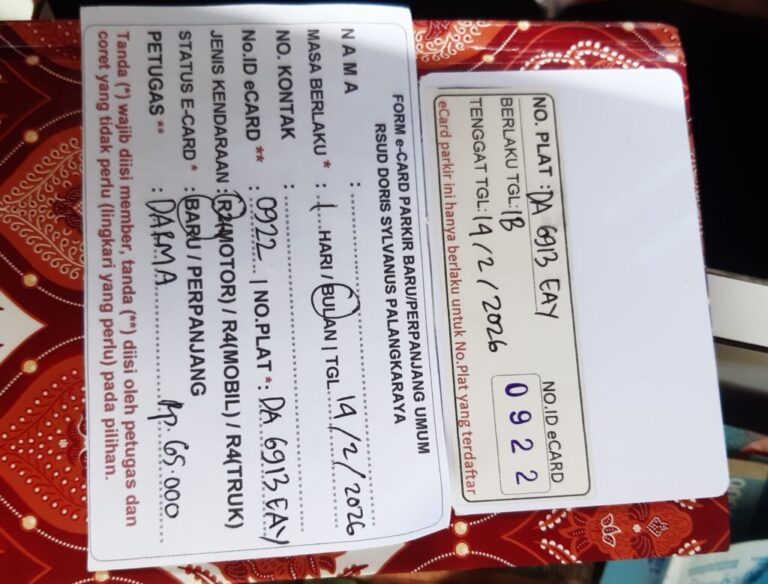 NO. PLAT : DA 6913 EAY
BERLAKU TGL: 1B
TENGGAT TGL: 19/2/2026
NO.ID eCARD
0922
eCard parkir ini hanya berlaku untuk No.Plat yang terdaftar
FORM e-CARD PARKIR BARU/PERPANJANG UMUM
RSUD DORIS SYLVANUS PALANGKARAYA
NAMA :
MASA BERLAKU * : 1 HARI / BULAN | TGL 19/2/2026
NO. KONTAK :
No.ID eCARD ** : 0922 | NO.PLAT * : DA 6913 EAY
JENIS KENDARAAN : R2(MOTOR) / R4(MOBIL) / R4(TRUK)
STATUS E-CARD * : BARU / PERPANJANG
PETUGAS ** : DARMA Rp. 65.000
Tanda (*) wajib diisi member, tanda (**) diisi oleh petugas dan
coret yang tidak perlu (lingkari yang perlu) pada pilihan.